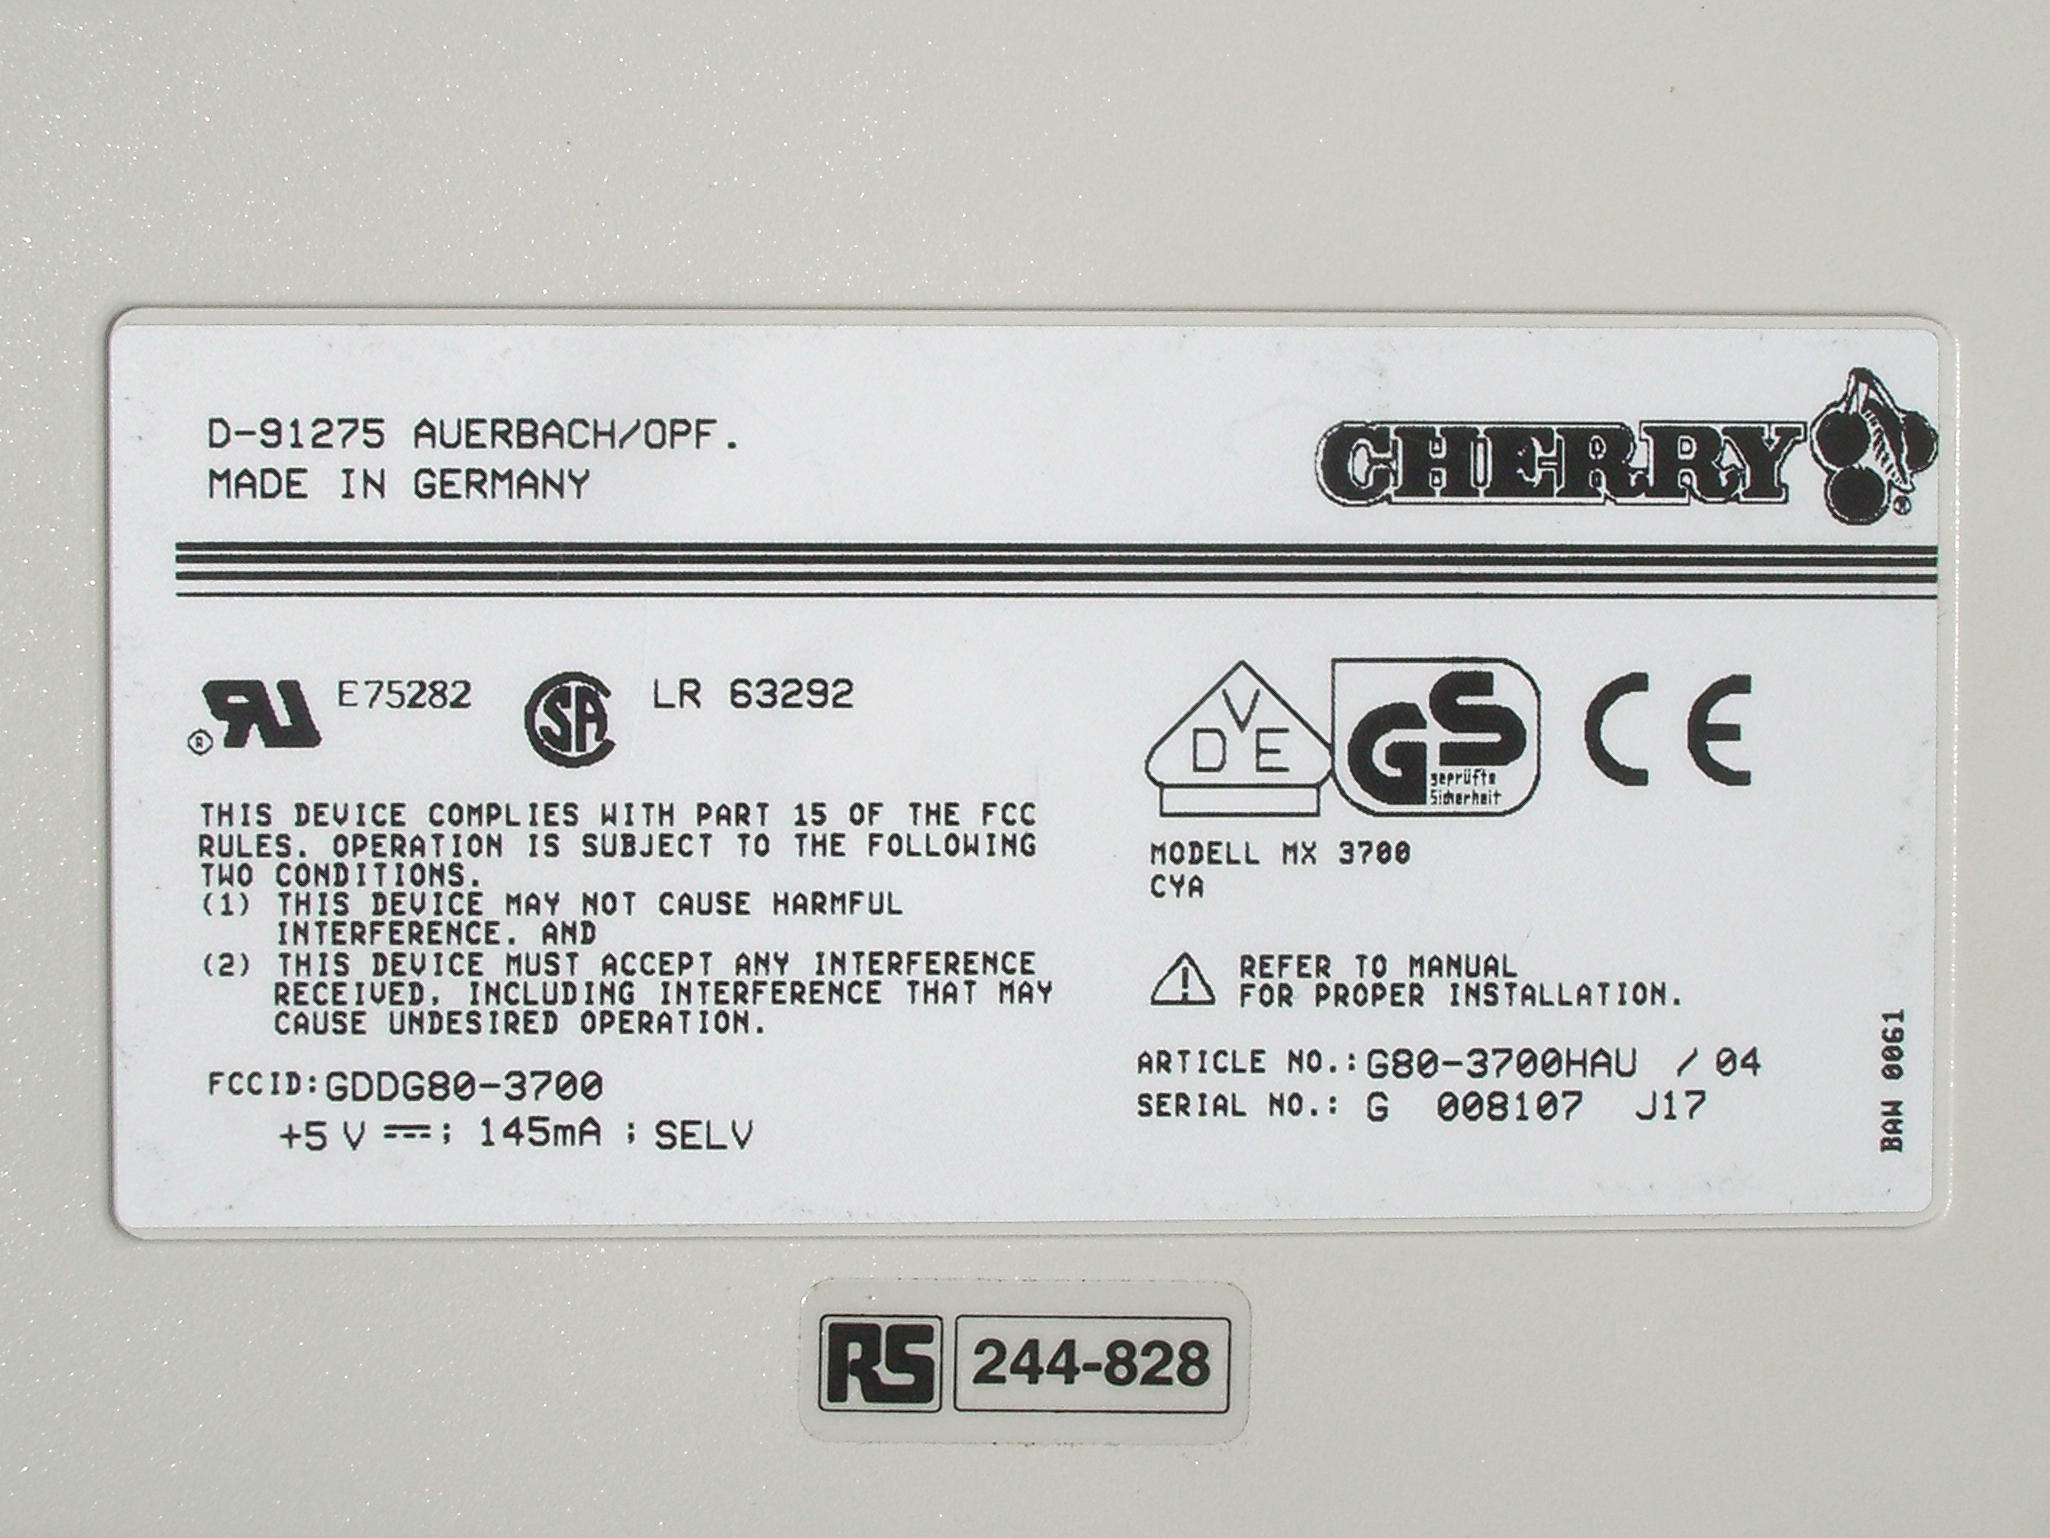 D-91275 AUERBACH/OPF.
MADE IN GERMANY
CHERRY
®
®
RU E75282
SA LR 63292
VDE
GS
geprüfte
Sicherheit
CE
THIS DEVICE COMPLIES WITH PART 15 OF THE FCC
RULES. OPERATION IS SUBJECT TO THE FOLLOWING
TWO CONDITIONS.
(1) THIS DEVICE MAY NOT CAUSE HARMFUL
INTERFERENCE. AND
(2) THIS DEVICE MUST ACCEPT ANY INTERFERENCE
RECEIVED, INCLUDING INTERFERENCE THAT MAY
CAUSE UNDESIRED OPERATION.
FCCID:GDDG80-3700
+5 V ⎓; 145mA ; SELV
MODELL MX 3700
CYA
! REFER TO MANUAL
FOR PROPER INSTALLATION.
ARTICLE NO.:G80-3700HAU / 04
SERIAL NO.: G 008107 J17
BAW 0061
RS 244-828